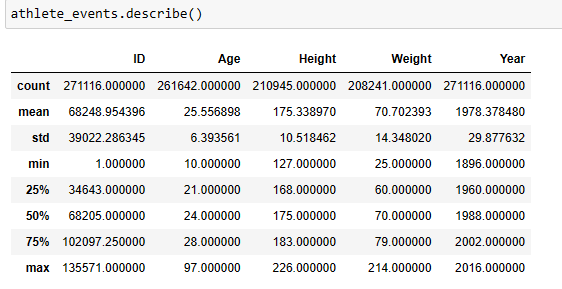 athlete_events.describe()
ID Age Height Weight Year
count 271116.000000 261642.000000 210945.000000 208241.000000 271116.000000
mean 68248.954396 25.556898 175.338970 70.702393 1978.378480
std 39022.286345 6.393561 10.518462 14.348020 29.877632
min 1.000000 10.000000 127.000000 25.000000 1896.000000
25% 34643.000000 21.000000 168.000000 60.000000 1960.000000
50% 68205.000000 24.000000 175.000000 70.000000 1988.000000
75% 102097.250000 28.000000 183.000000 79.000000 2002.000000
max 135571.000000 97.000000 226.000000 214.000000 2016.000000